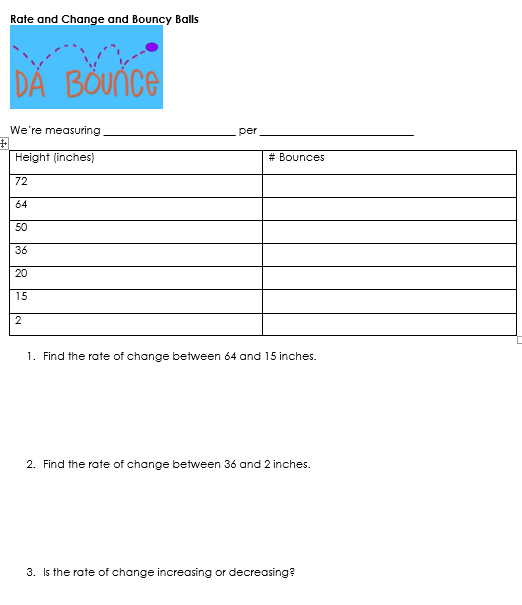 Rate and Change and Bouncy Balls
DA BOUNCE
We're measuring ______________________ per __________________________
Height (inches) # Bounces
72
64
50
36
20
15
2
1. Find the rate of change between 64 and 15 inches.
2. Find the rate of change between 36 and 2 inches.
3. Is the rate of change increasing or decreasing?